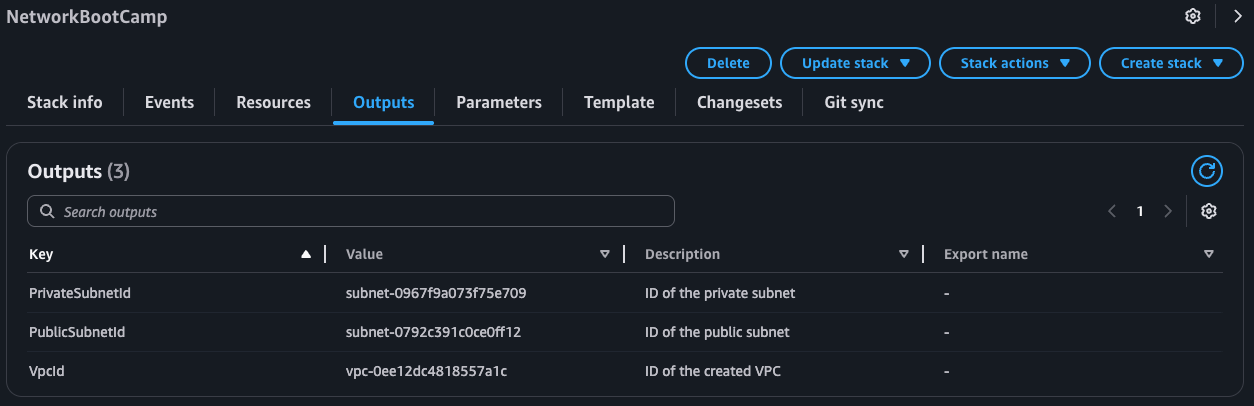 NetworkBootCamp
Delete Update stack Stack actions Create stack
Stack info Events Resources Outputs Parameters Template Changesets Git sync
Outputs (3)
Search outputs 1
Key Value Description Export name
PrivateSubnetId subnet-0967f9a073f75e709 ID of the private subnet -
PublicSubnetId subnet-0792c391c0ce0ff12 ID of the public subnet -
VpcId vpc-0ee12dc4818557a1c ID of the created VPC -